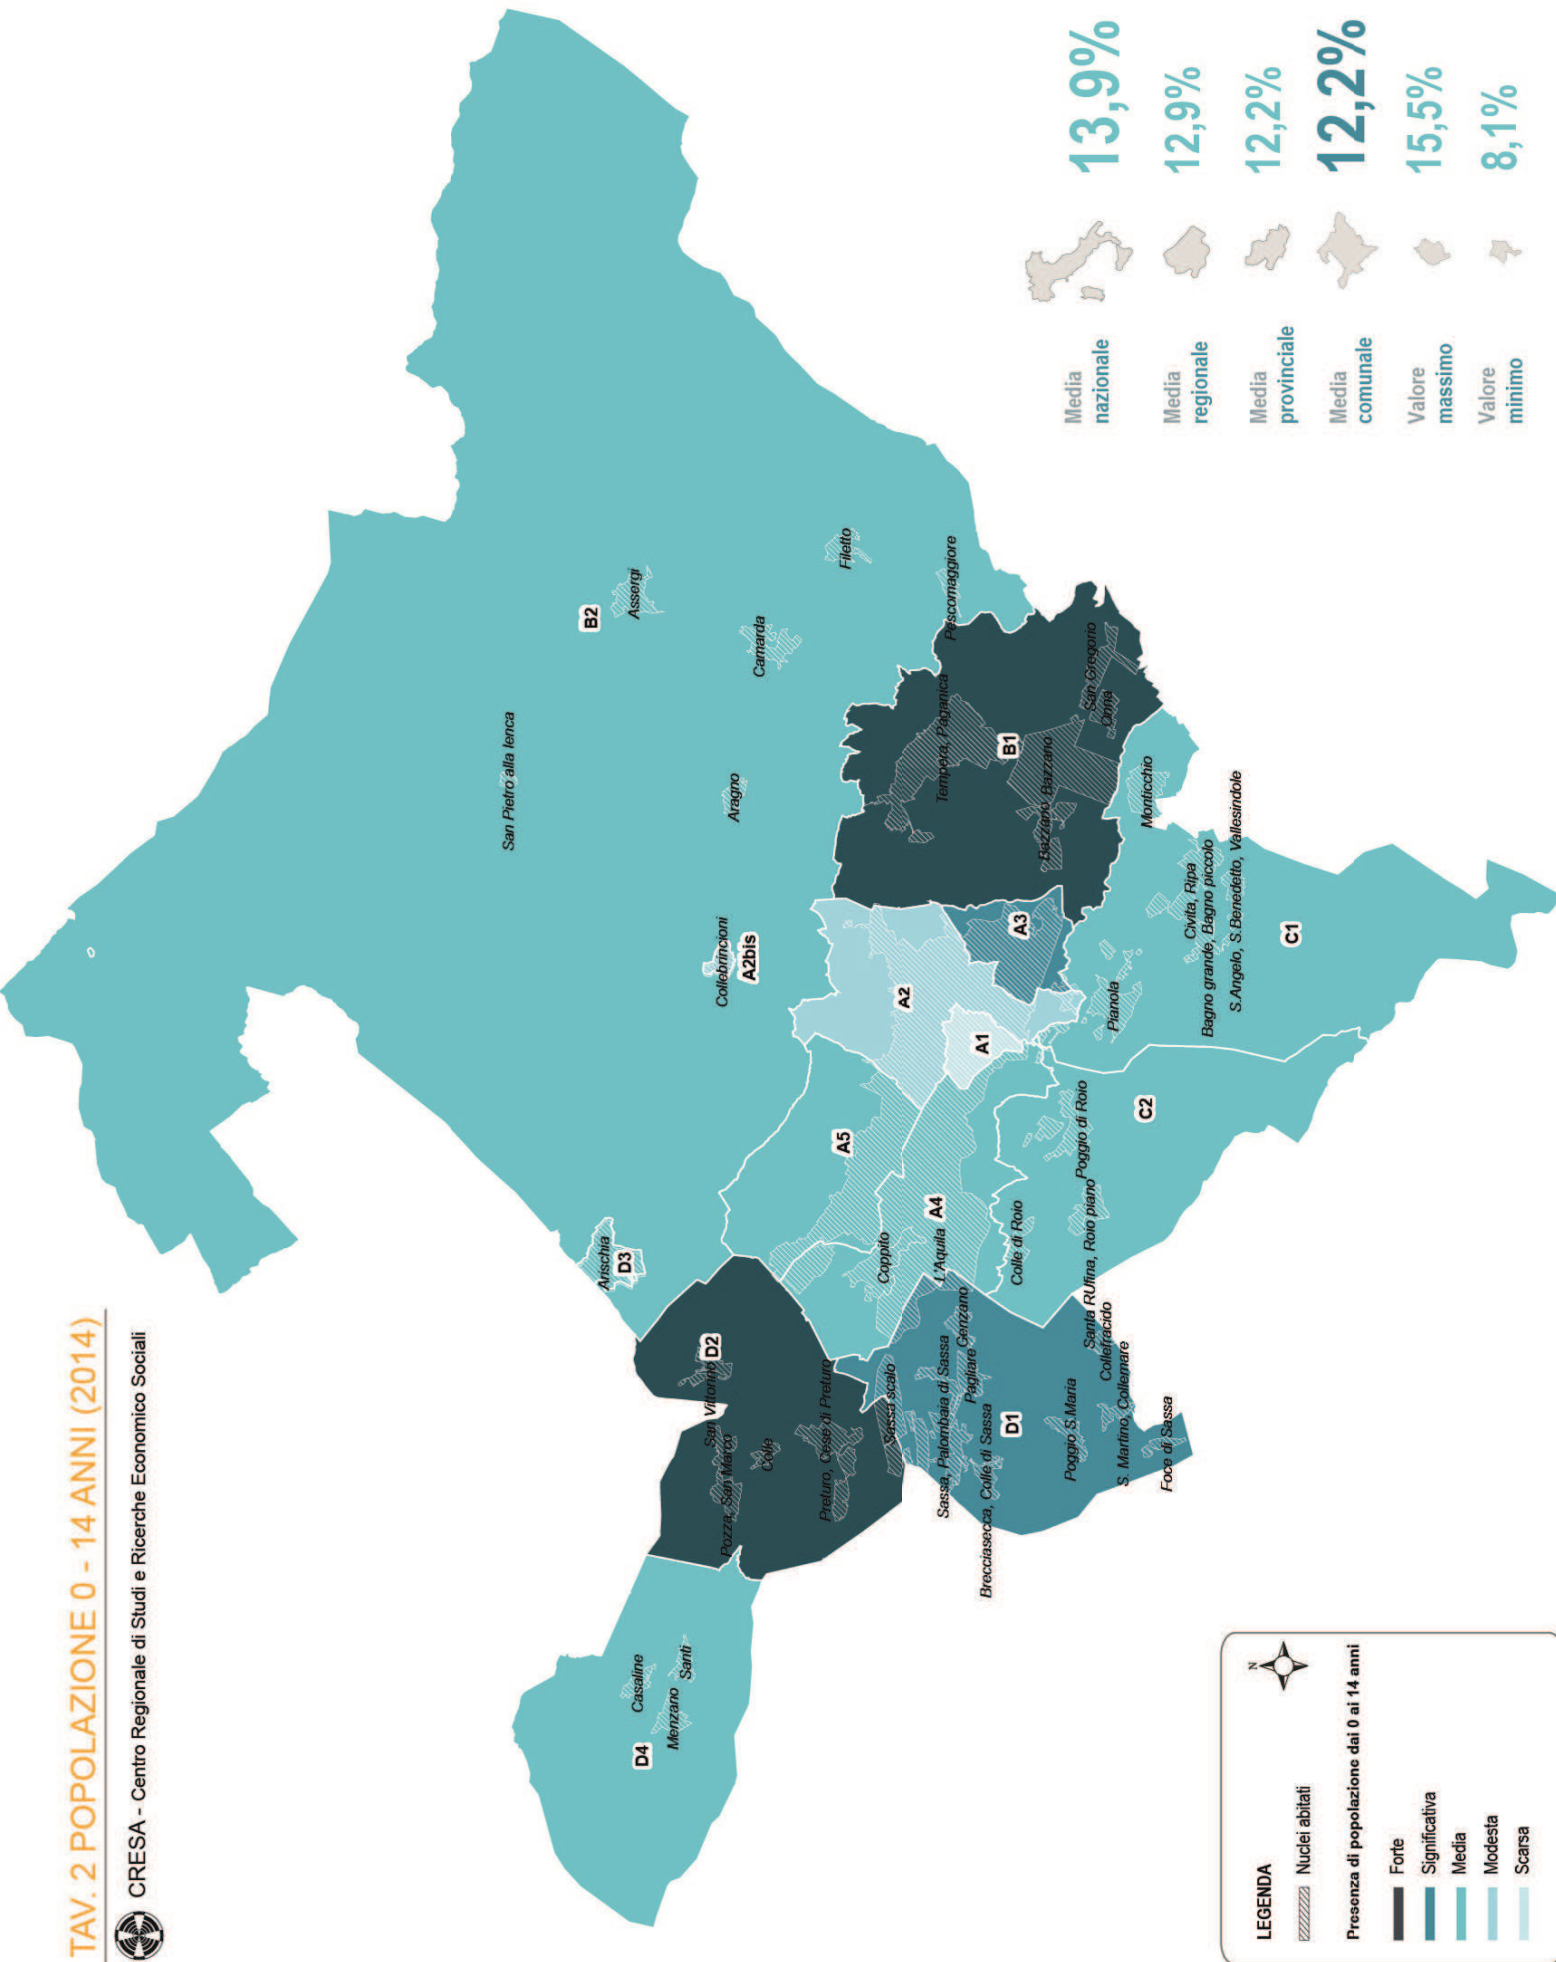 TAV. 2 POPOLAZIONE 0 - 14 ANNI (2014)
CRESA - Centro Regionale di Studi e Ricerche Economico Sociali
San Pietro alla Ienca
B2
Assergi
Collebrincioni
A2bis
Aragno
Camarda
Filetto
Pescomaggiore
Arischia
D3
D4
Casaline
Menzano
Santi
San Vittorino
D2
Pozza, San Marco
Colle
Preturo, Cese di Preturo
A5
A2
Tempera, Paganica
B1
Sassa scalo
Coppito
A4
L'Aquila
A1
A3
Bazzano
Bazzano
San Gregorio
Onna
Sassa, Palombaia di Sassa
Genzano
Pagliare
Brecciasecca, Colle di Sassa
D1
Colle di Roio
Poggio S.Maria
Santa RUfina, Roio piano
Poggio di Roio
Collefracido
S. Martino, Collemare
Foce di Sassa
C2
Pianola
Monticchio
Civita, Ripa
Bagno grande, Bagno piccolo
S.Angelo, S.Benedetto, Vallesindole
C1
Media
nazionale
13,9%
Media
regionale
12,9%
Media
provinciale
12,2%
Media
comunale
12,2%
Valore
massimo
15,5%
Valore
minimo
8,1%
LEGENDA
N
Nuclei abitati
Presenza di popolazione dai 0 ai 14 anni
Forte
Significativa
Media
Modesta
Scarsa